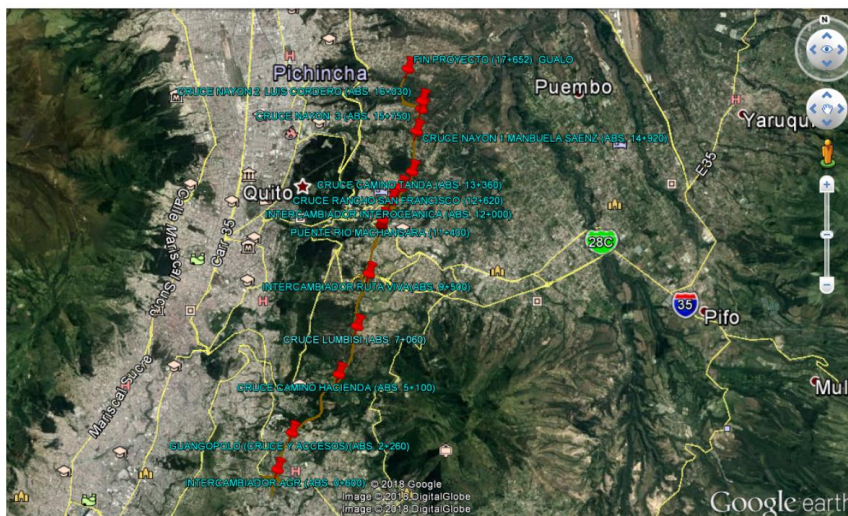 N
FIN PROYECTO (17+652) GUALO
Pichincha
Puembo
CRUCE NAYON 2 LUIS CORDERO (ABS. 16+030)
CRUCE NAYON 3 (ABS. 15+750)
Yaruqui
CRUCE NAYON 1 MANBUELA SAENZ (ABS. 14+920)
E35
Quito
CRUCE CAMINO TANDA (ABS. 13+360)
CRUCE RANCHO SAN FRANCISCO (12+620)
INTERCAMBIADOR INTEROCEANICA (ABS. 12+000)
PUENTE RIO MACHANGARA (11+400)
Calle Mariscal Sucre
Carr. 35
28C
INTERCAMBIADOR RUTA VIVA(ABS. 9+500)
35
Pifo
CRUCE LUMBISI (ABS. 7+060)
CRUCE CAMINO HACIENDA (ABS. 5+100)
Mul
Mariscal Sucre
GUANGOPOLO (CRUCE Y ACCESOS)(ABS. 2+260)
INTERCAMBIADOR AGR (ABS. 0+600)
© 2018 Google
Image © 2018 DigitalGlobe
Image © 2018 DigitalGlobe
Google earth